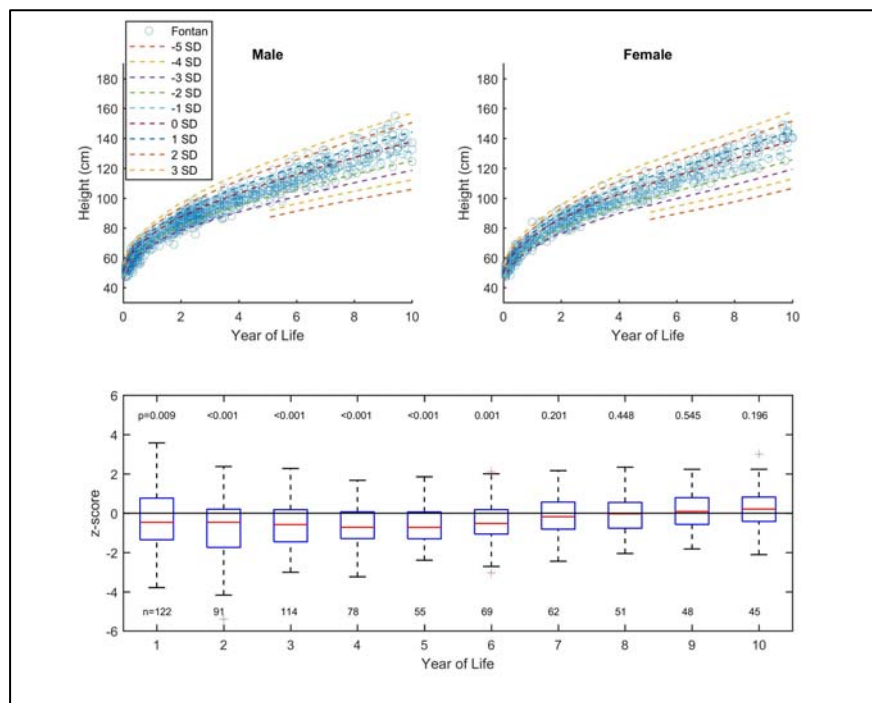 Fontan
-5 SD
-4 SD
-3 SD
-2 SD
-1 SD
0 SD
1 SD
2 SD
3 SD
Male
Female
Height (cm)
180
160
140
120
100
80
60
40
0 2 4 6 8 10
Year of Life
Height (cm)
180
160
140
120
100
80
60
40
0 2 4 6 8 10
Year of Life
z-score
6
4
2
0
-2
-4
-6
p=0.009 <0.001 <0.001 <0.001 <0.001 0.001 0.201 0.448 0.545 0.196
n=122 91 114 78 55 69 62 51 48 45
1 2 3 4 5 6 7 8 9 10
Year of Life